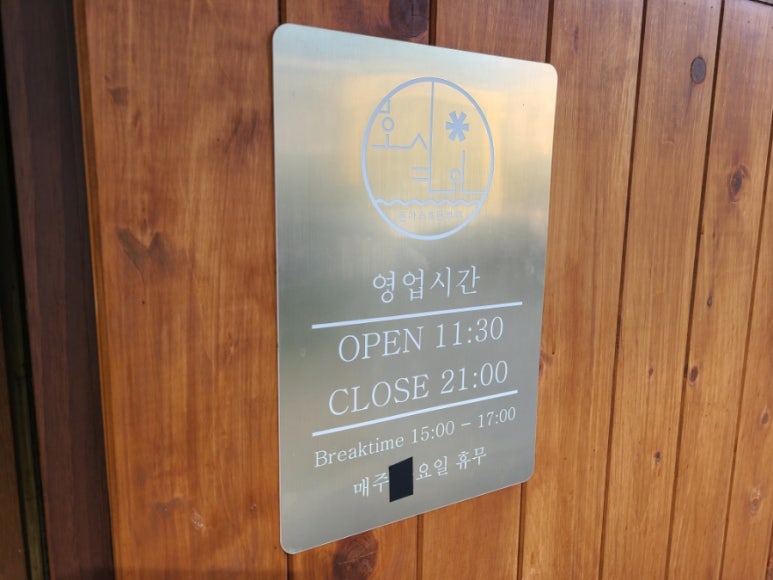 영업시간
OPEN 11:30
CLOSE 21:00
Breaktime 15:00 - 17:00
매주 요일 휴무